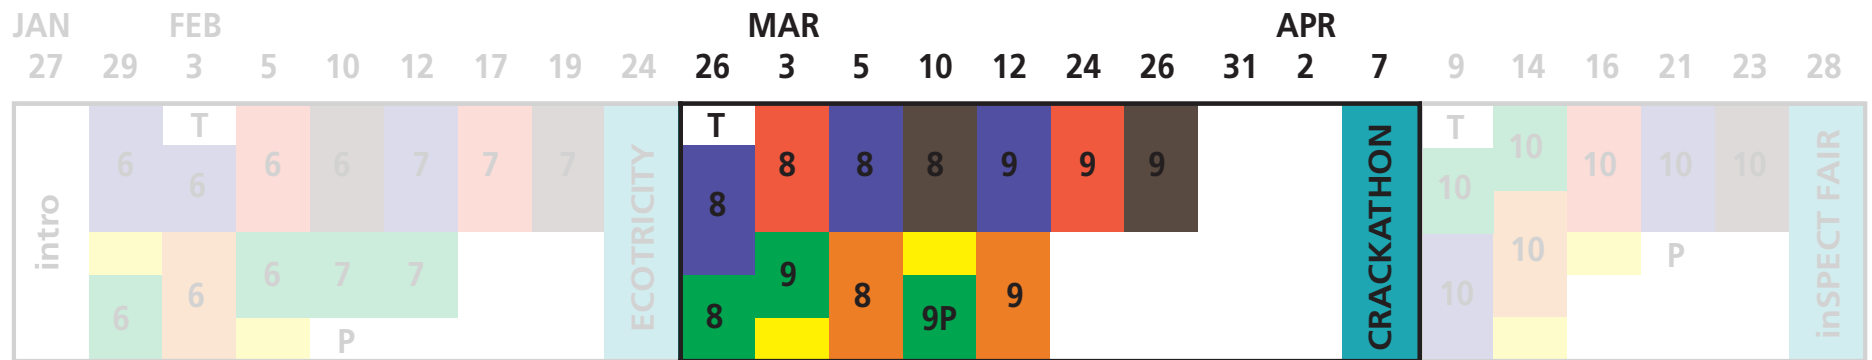 JAN FEB MAR APR
27 29 3 5 10 12 17 19 24 26 3 5 10 12 24 26 31 2 7 9 14 16 21 23 28
T T T
6 6 6 6 7 7 7 8 8 8 8 9 9 9 10 10 10 10 10
intro ECOTRICITY CRACKATHON inSPECT FAIR
6 6 6 7 7 8 9 8 9P 9 10 10 P
P